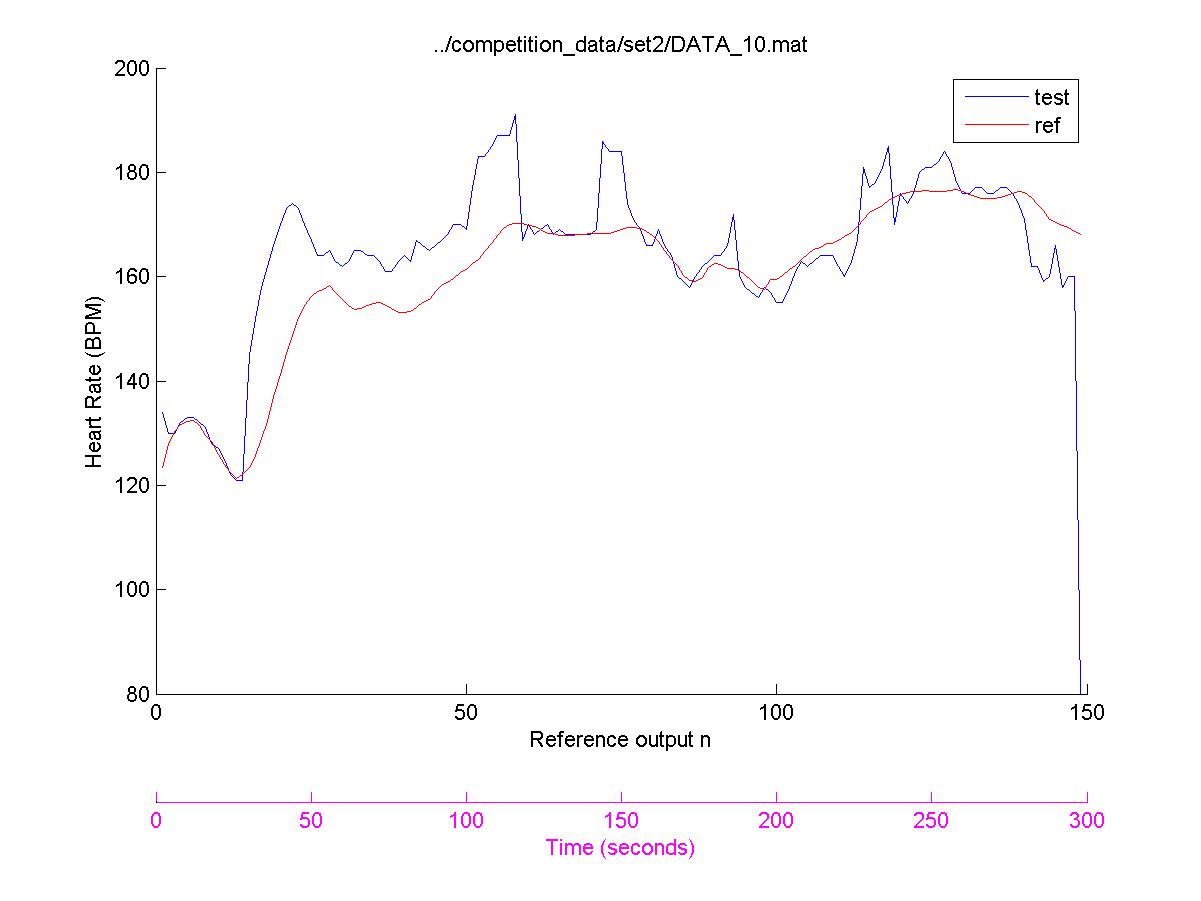 ../competition_data/set2/DATA_10.mat
test
ref
200
180
160
140
120
100
80
Heart Rate (BPM)
0 50 100 150
Reference output n
0 50 100 150 200 250 300
Time (seconds)